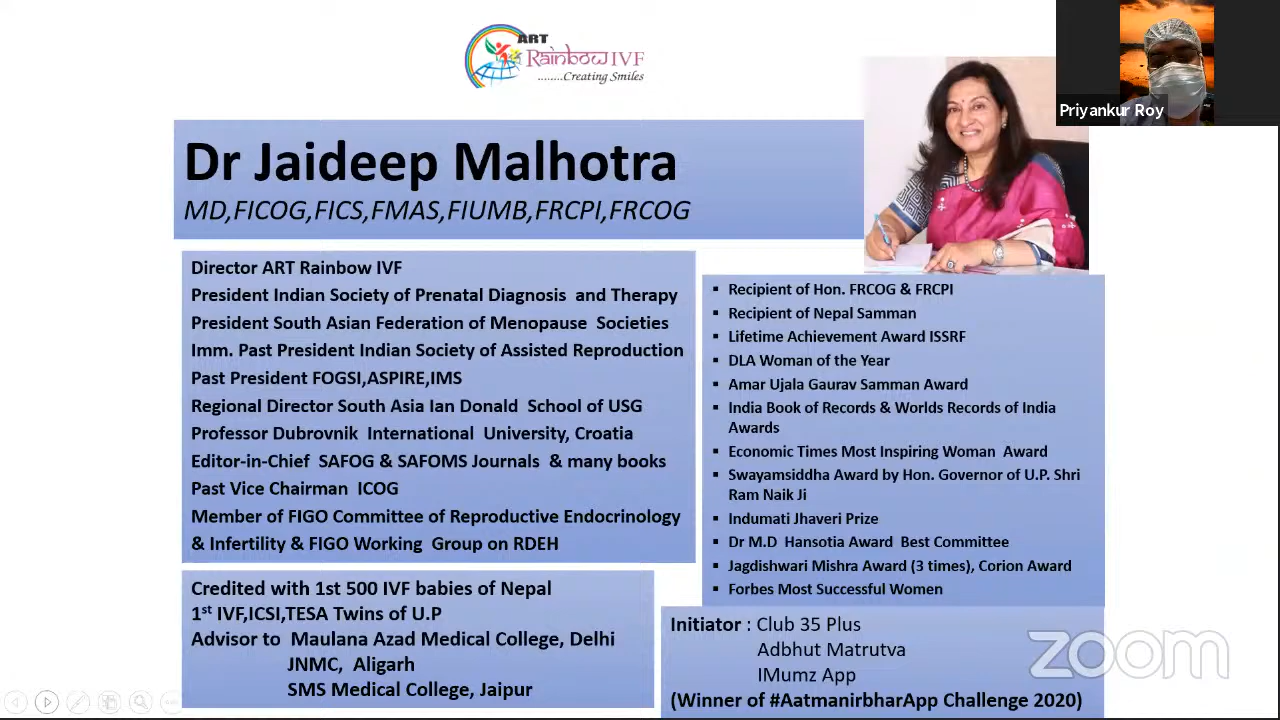 ART
Rainbow IVF
........Creating Smiles
Priyankur Roy
Dr Jaideep Malhotra
MD,FICOG,FICS,FMAS,FIUMB,FRCPI,FRCOG
Director ART Rainbow IVF
President Indian Society of Prenatal Diagnosis and Therapy
President South Asian Federation of Menopause Societies
Imm. Past President Indian Society of Assisted Reproduction
Past President FOGSI,ASPIRE,IMS
Regional Director South Asia Ian Donald School of USG
Professor Dubrovnik International University, Croatia
Editor-in-Chief SAFOG & SAFOMS Journals & many books
Past Vice Chairman ICOG
Member of FIGO Committee of Reproductive Endocrinology
& Infertility & FIGO Working Group on RDEH
Credited with 1st 500 IVF babies of Nepal
1st IVF,ICSI,TESA Twins of U.P
Advisor to Maulana Azad Medical College, Delhi
JNMC, Aligarh
SMS Medical College, Jaipur
▪ Recipient of Hon. FRCOG & FRCPI
▪ Recipient of Nepal Samman
▪ Lifetime Achievement Award ISSRF
▪ DLA Woman of the Year
▪ Amar Ujala Gaurav Samman Award
▪ India Book of Records & Worlds Records of India
Awards
▪ Economic Times Most Inspiring Woman Award
▪ Swayamsiddha Award by Hon. Governor of U.P. Shri
Ram Naik Ji
▪ Indumati Jhaveri Prize
▪ Dr M.D Hansotia Award Best Committee
▪ Jagdishwari Mishra Award (3 times), Corion Award
▪ Forbes Most Successful Women
Initiator : Club 35 Plus
Adbhut Matrutva
IMumz App
(Winner of #AatmanirbharApp Challenge 2020)
zoom